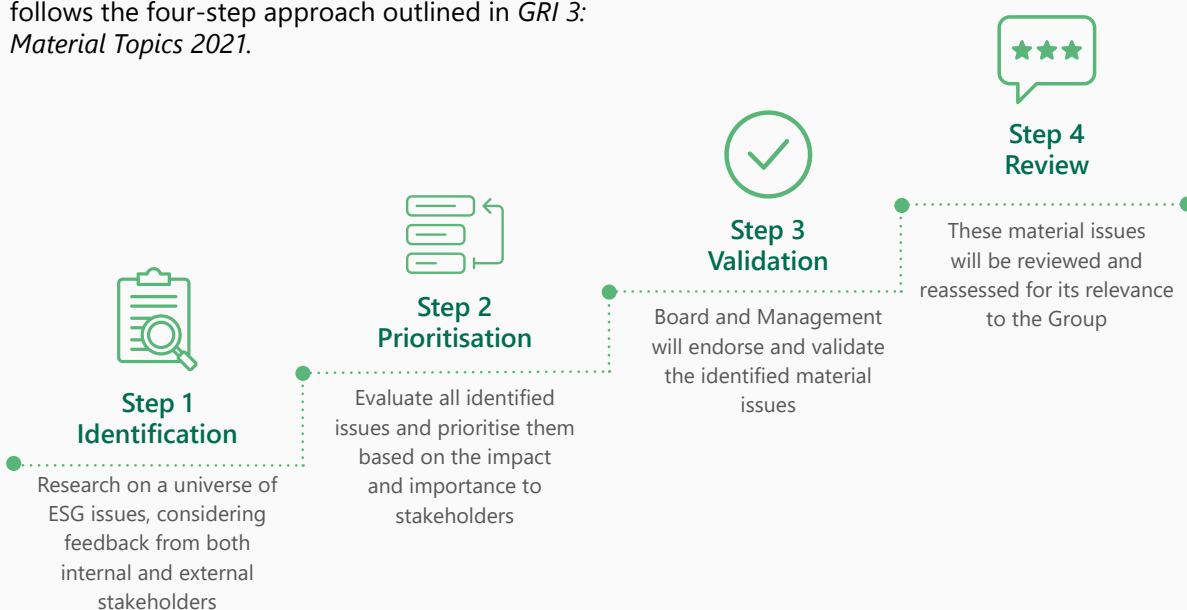 follows the four-step approach outlined in GRI 3:
Material Topics 2021.
Step 1
Identification
Research on a universe of
ESG issues, considering
feedback from both
internal and external
stakeholders
Step 2
Prioritisation
Evaluate all identified
issues and prioritise them
based on the impact
and importance to
stakeholders
Step 3
Validation
Board and Management
will endorse and validate
the identified material
issues
Step 4
Review
These material issues
will be reviewed and
reassessed for its relevance
to the Group